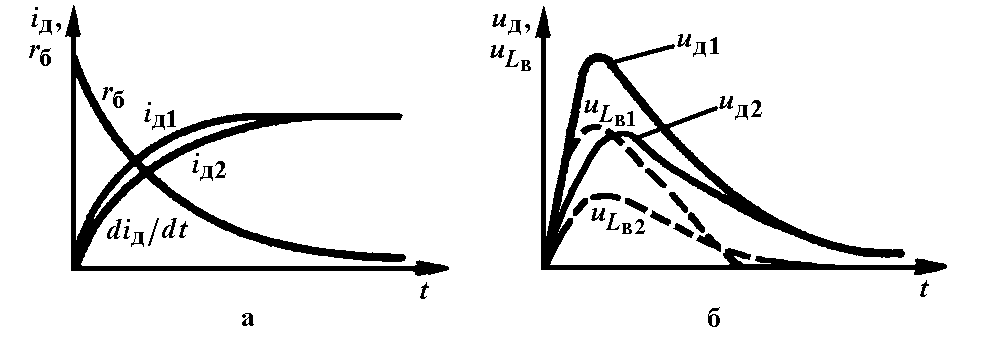 iд,
rб
rб
iд1
iд2
diд/dt
t
а
uд,
uLв
uд1
uLв1
uд2
uLв2
t
б